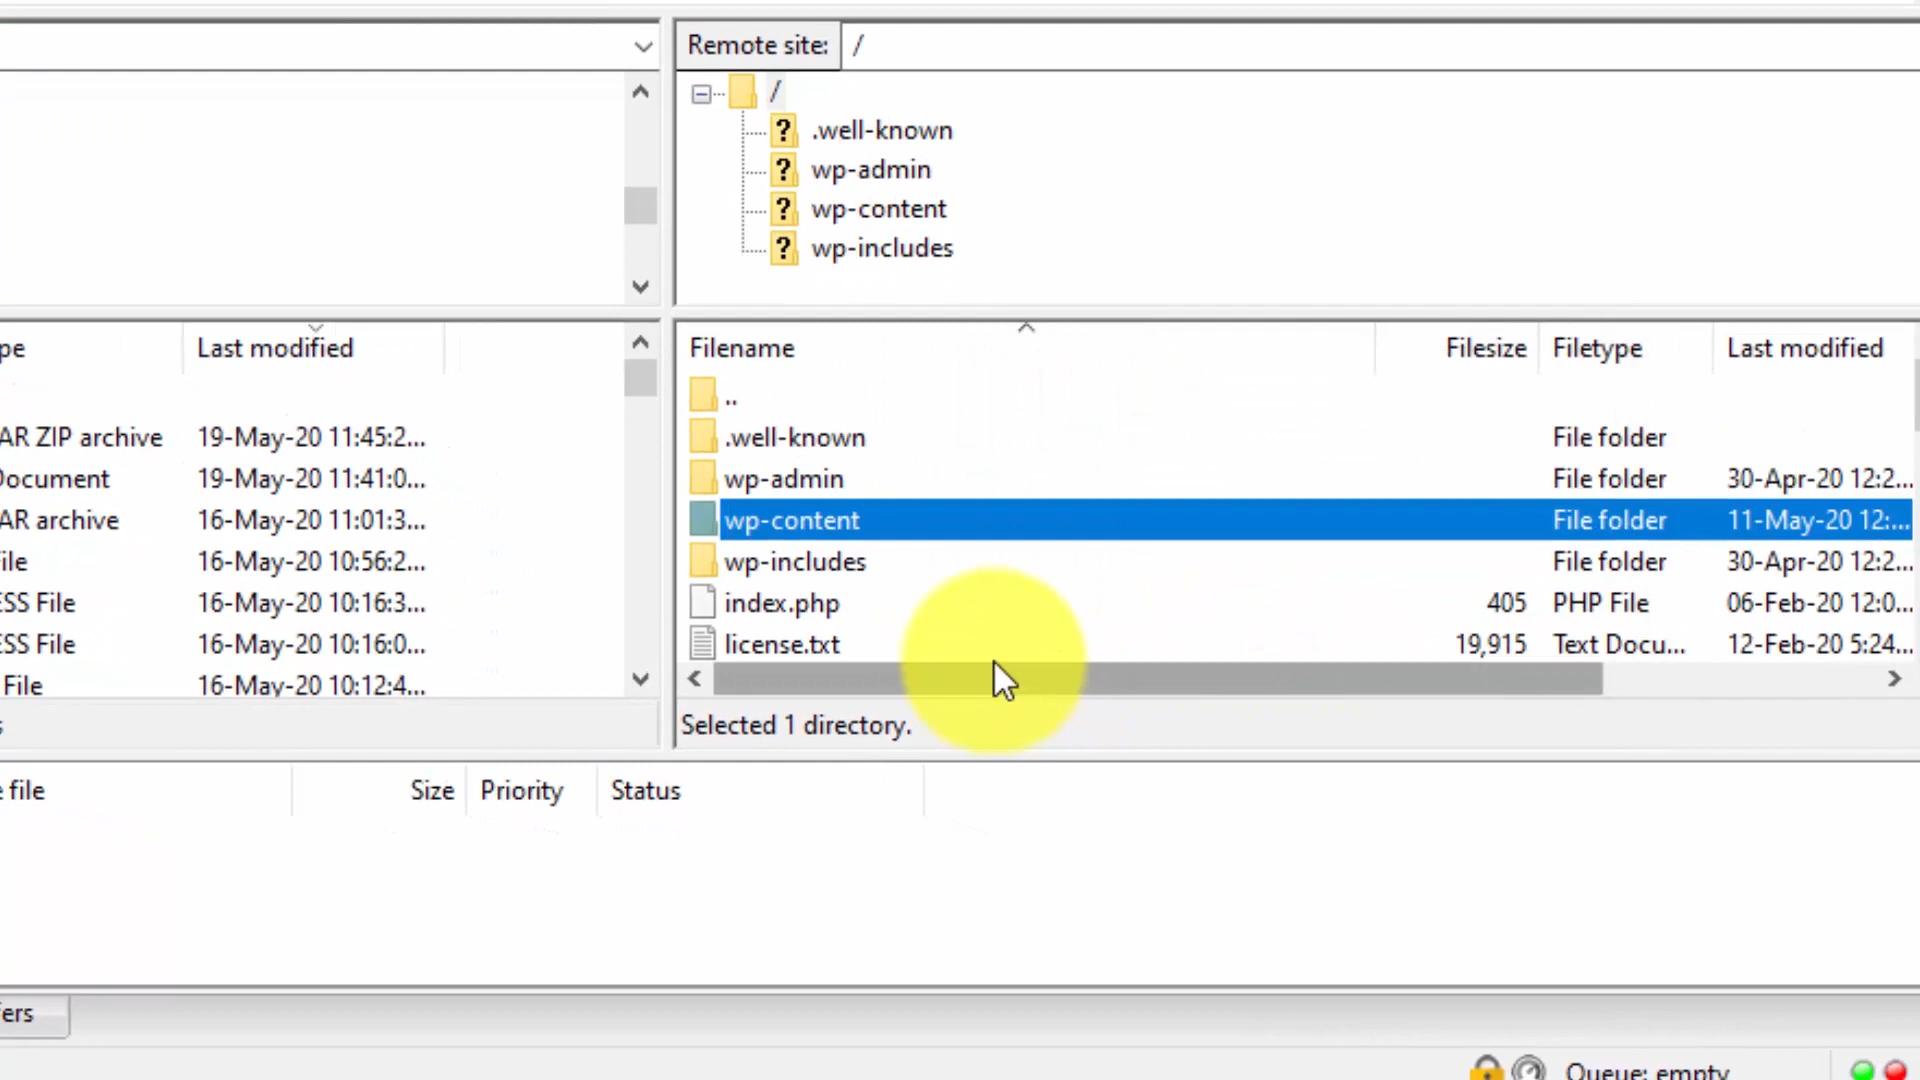 Remote site: /
/
.well-known
wp-admin
wp-content
wp-includes
pe Last modified
AR ZIP archive 19-May-20 11:45:2...
Document 19-May-20 11:41:0...
AR archive 16-May-20 11:01:3...
ile 16-May-20 10:56:2...
ESS File 16-May-20 10:16:3...
ESS File 16-May-20 10:16:0...
File 16-May-20 10:12:4...
s
Filename Filesize Filetype Last modified
..
.well-known File folder
wp-admin File folder 30-Apr-20 12:2...
wp-content File folder 11-May-20 12:...
wp-includes File folder 30-Apr-20 12:2...
index.php 405 PHP File 06-Feb-20 12:0...
license.txt 19,915 Text Docu... 12-Feb-20 5:24...
Selected 1 directory.
e file Size Priority Status
fers
Queue: empty